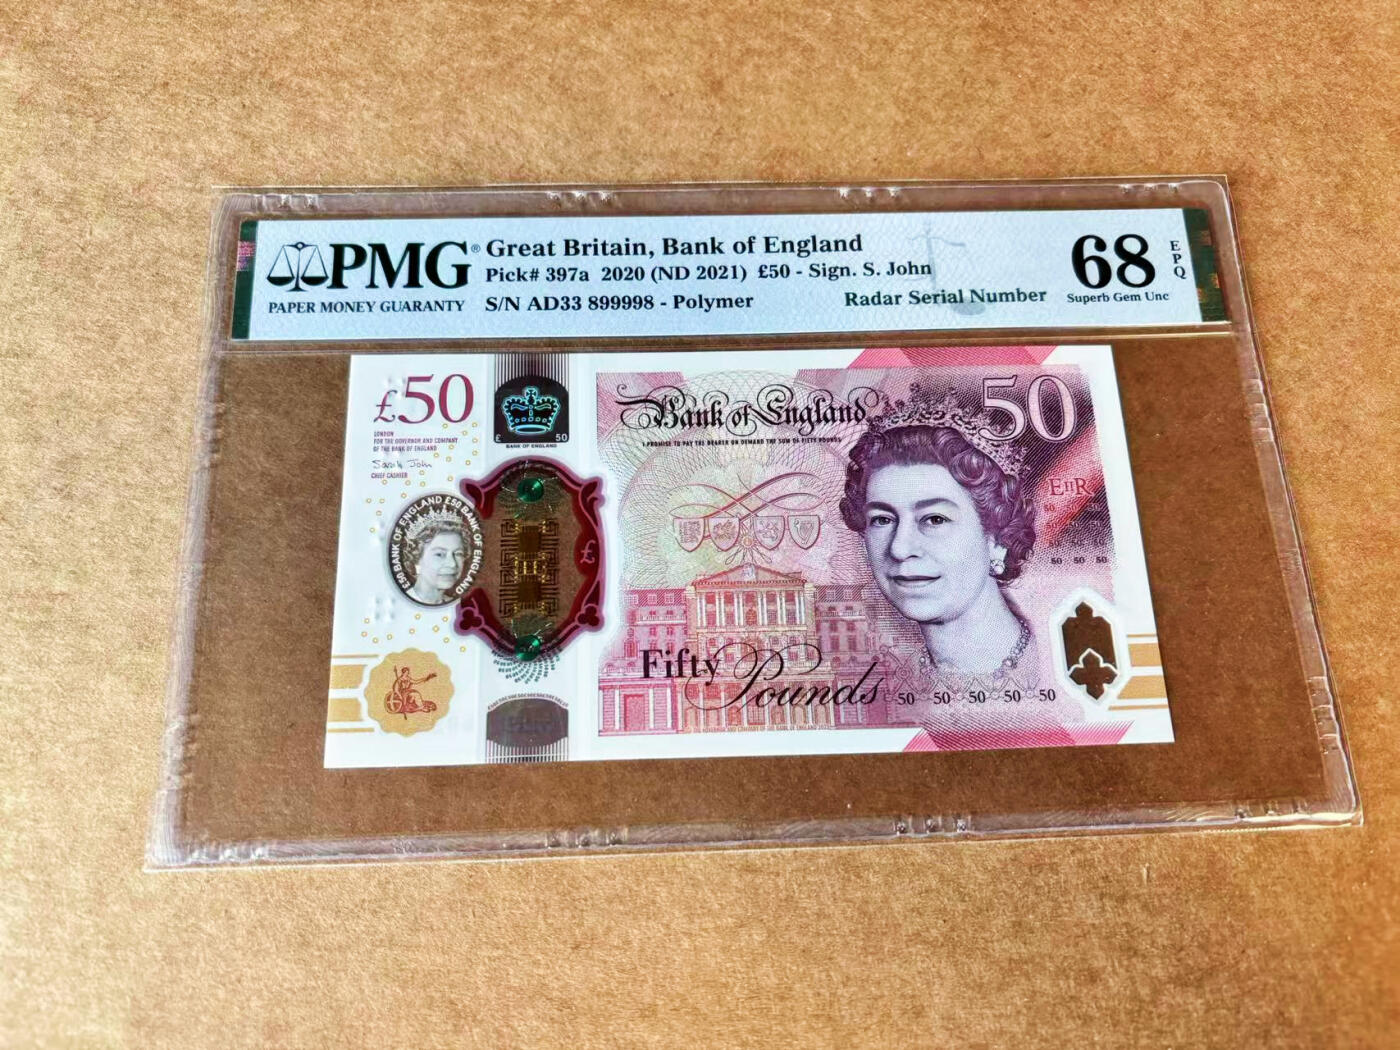 PMG®
PAPER MONEY GUARANTY
Great Britain, Bank of England
Pick# 397a 2020 (ND 2021) £50 - Sign. S. John
S/N AD33 899998 - Polymer
Radar Serial Number
68
Superb Gem Unc
EPQ
£50
LONDON
FOR THE GOVERNOR AND COMPANY
OF THE BANK OF ENGLAND
Sarah John
CHIEF CASHIER
£ 50
BANK OF ENGLAND
£50 BANK OF ENGLAND £50 BANK OF ENGLAND
£
Bank of England
I PROMISE TO PAY THE BEARER ON DEMAND THE SUM OF FIFTY POUNDS
50
EIIR
50
50 50 50
Fifty Pounds
50 50 50 50 50